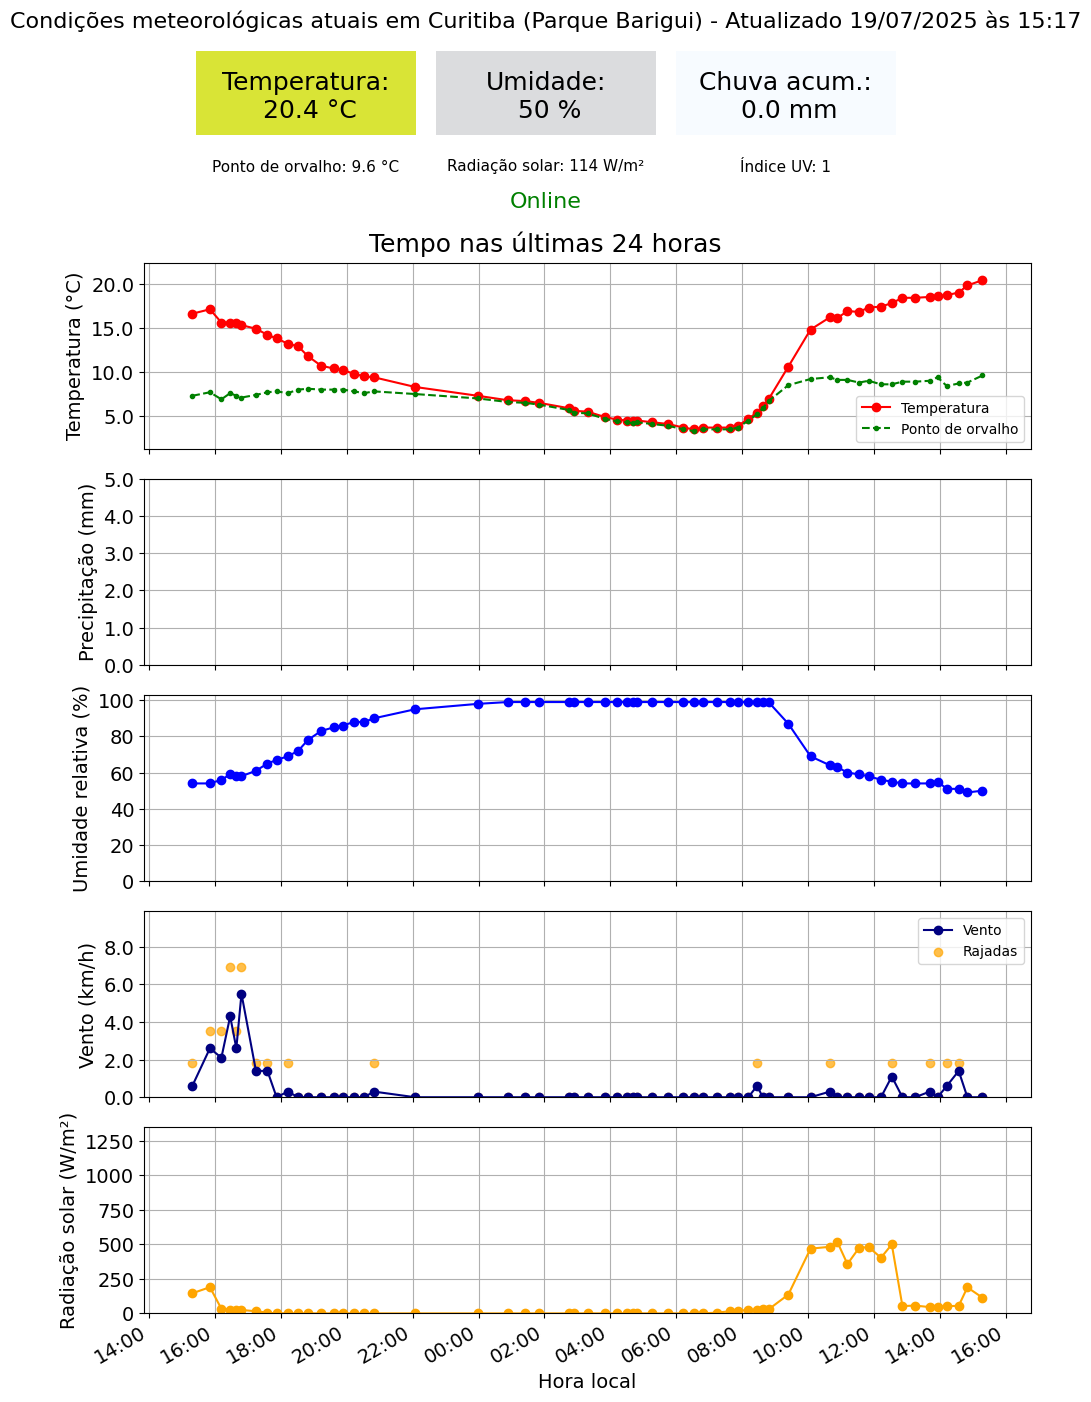 Condições meteorológicas atuais em Curitiba (Parque Barigui) - Atualizado 19/07/2025 às 15:17
Temperatura:
20.4 °C
Umidade:
50 %
Chuva acum.:
0.0 mm
Ponto de orvalho: 9.6 °C
Radiação solar: 114 W/m²
Índice UV: 1
Online
Tempo nas últimas 24 horas
Temperatura (°C)
20.0
15.0
10.0
5.0
Temperatura
Ponto de orvalho
Precipitação (mm)
5.0
4.0
3.0
2.0
1.0
0.0
Umidade relativa (%)
100
80
60
40
20
0
Vento (km/h)
8.0
6.0
4.0
2.0
0.0
Vento
Rajadas
Radiação solar (W/m²)
1250
1000
750
500
250
0
14:00
16:00
18:00
20:00
22:00
00:00
02:00
04:00
06:00
08:00
10:00
12:00
14:00
16:00
Hora local